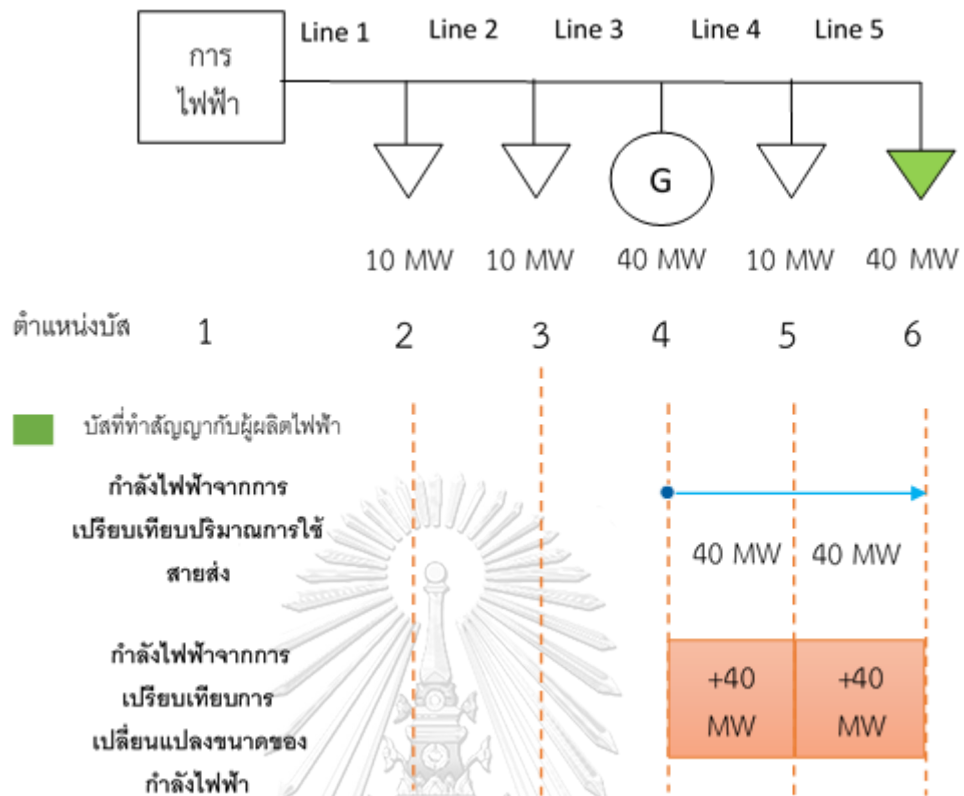 การ
ไฟฟ้า
Line 1 Line 2 Line 3 Line 4 Line 5
G
10 MW 10 MW 40 MW 10 MW 40 MW
ตำแหน่งบัส 1 2 3 4 5 6
บัสที่ทำสัญญากับผู้ผลิตไฟฟ้า
กำลังไฟฟ้าจากการ
เปรียบเทียบปริมาณการใช้
สายส่ง
40 MW 40 MW
กำลังไฟฟ้าจากการ
เปรียบเทียบการ
เปลี่ยนแปลงขนาดของ
กำลังไฟฟ้า
+40 +40
MW MW